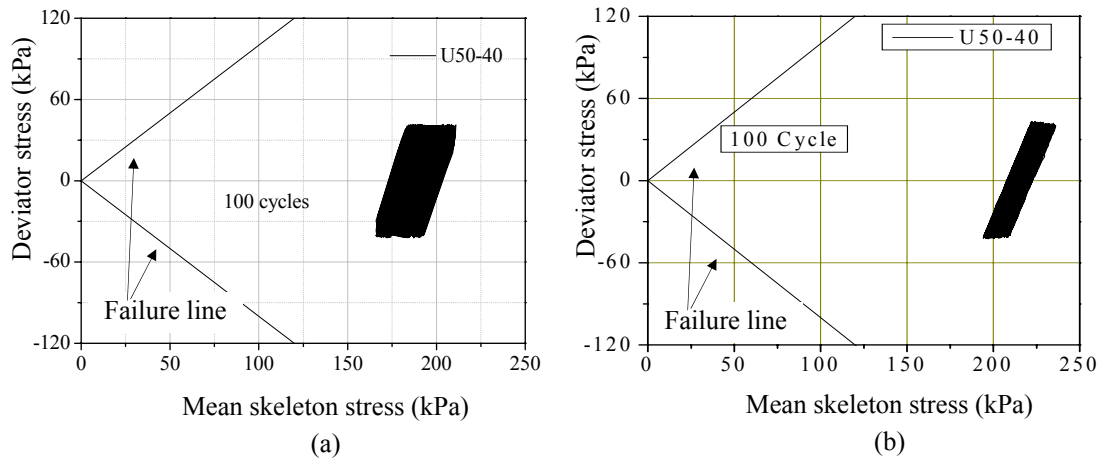 120
60
0
-60
-120
Deviator stress (kPa)
U50-40
100 cycles
Failure line
0 50 100 150 200 250
Mean skeleton stress (kPa)
(a)
120
60
0
-60
-120
Deviator stress (kPa)
U50-40
100 Cycle
Failure line
0 50 100 150 200 250
Mean skeleton stress (kPa)
(b)